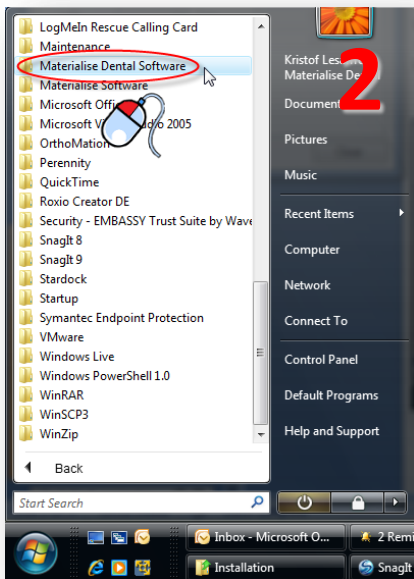 LogMeIn Rescue Calling Card
Maintenance
Materialise Dental Software
Materialise Software
Microsoft Offi
Microsoft Vi o 2005
OrthoMation
Perennity
QuickTime
Roxio Creator DE
Security - EMBASSY Trust Suite by Wave
SnagIt 8
SnagIt 9
Stardock
Startup
Symantec Endpoint Protection
VMware
Windows Live
Windows PowerShell 1.0
WinRAR
WinSCP3
WinZip
Back
Start Search
2
Kristof Les
Materialise De
Document
Pictures
Music
Recent Items
Computer
Network
Connect To
Control Panel
Default Programs
Help and Support
Inbox - Microsoft O...
2 Remi
Installation
SnagIt